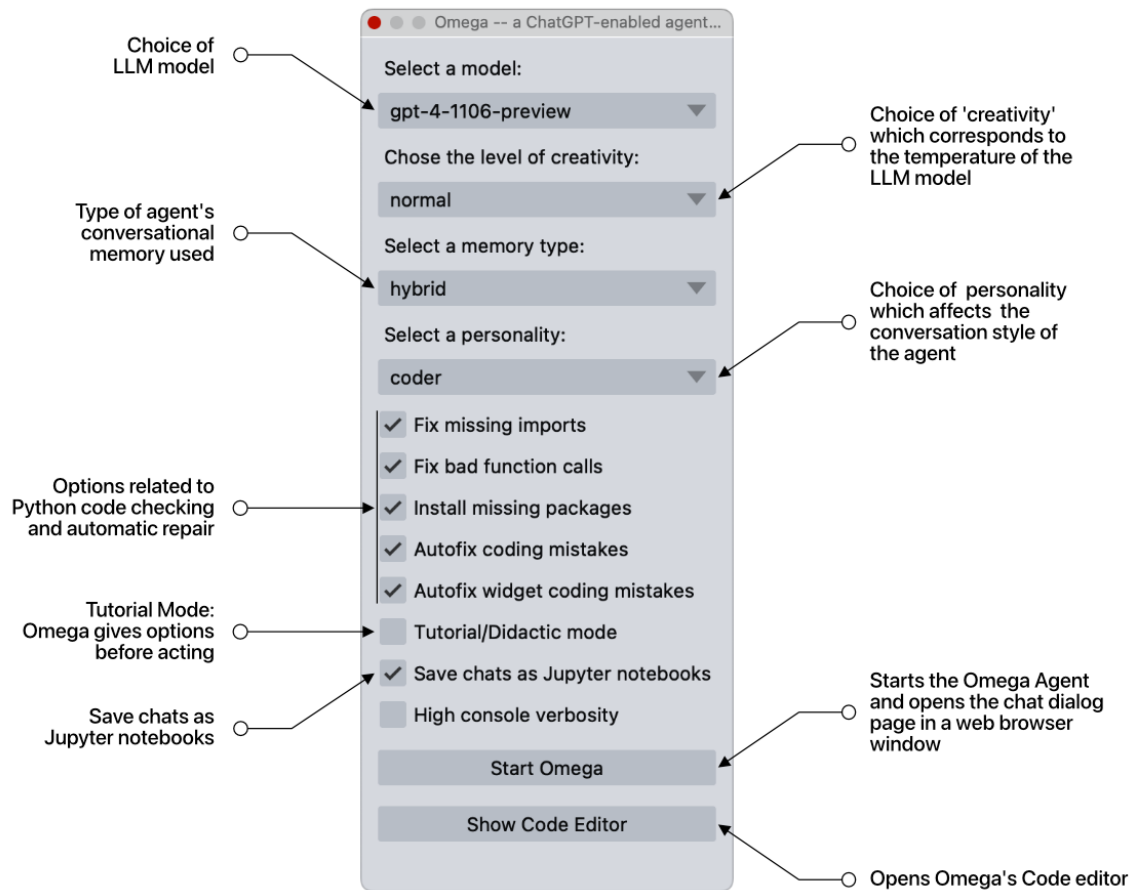 Omega -- a ChatGPT-enabled agent...
Choice of
LLM model
Select a model:
gpt-4-1106-preview
Choice of 'creativity'
which corresponds to
the temperature of the
LLM model
Chose the level of creativity:
normal
Type of agent's
conversational
memory used
Select a memory type:
hybrid
Choice of personality
which affects the
conversation style of
the agent
Select a personality:
coder
Options related to
Python code checking
and automatic repair
Fix missing imports
Fix bad function calls
Install missing packages
Autofix coding mistakes
Autofix widget coding mistakes
Tutorial Mode:
Omega gives options
before acting
Tutorial/Didactic mode
Save chats as
Jupyter notebooks
Save chats as Jupyter notebooks
High console verbosity
Starts the Omega Agent
and opens the chat dialog
page in a web browser
window
Start Omega
Show Code Editor
Opens Omega's Code editor